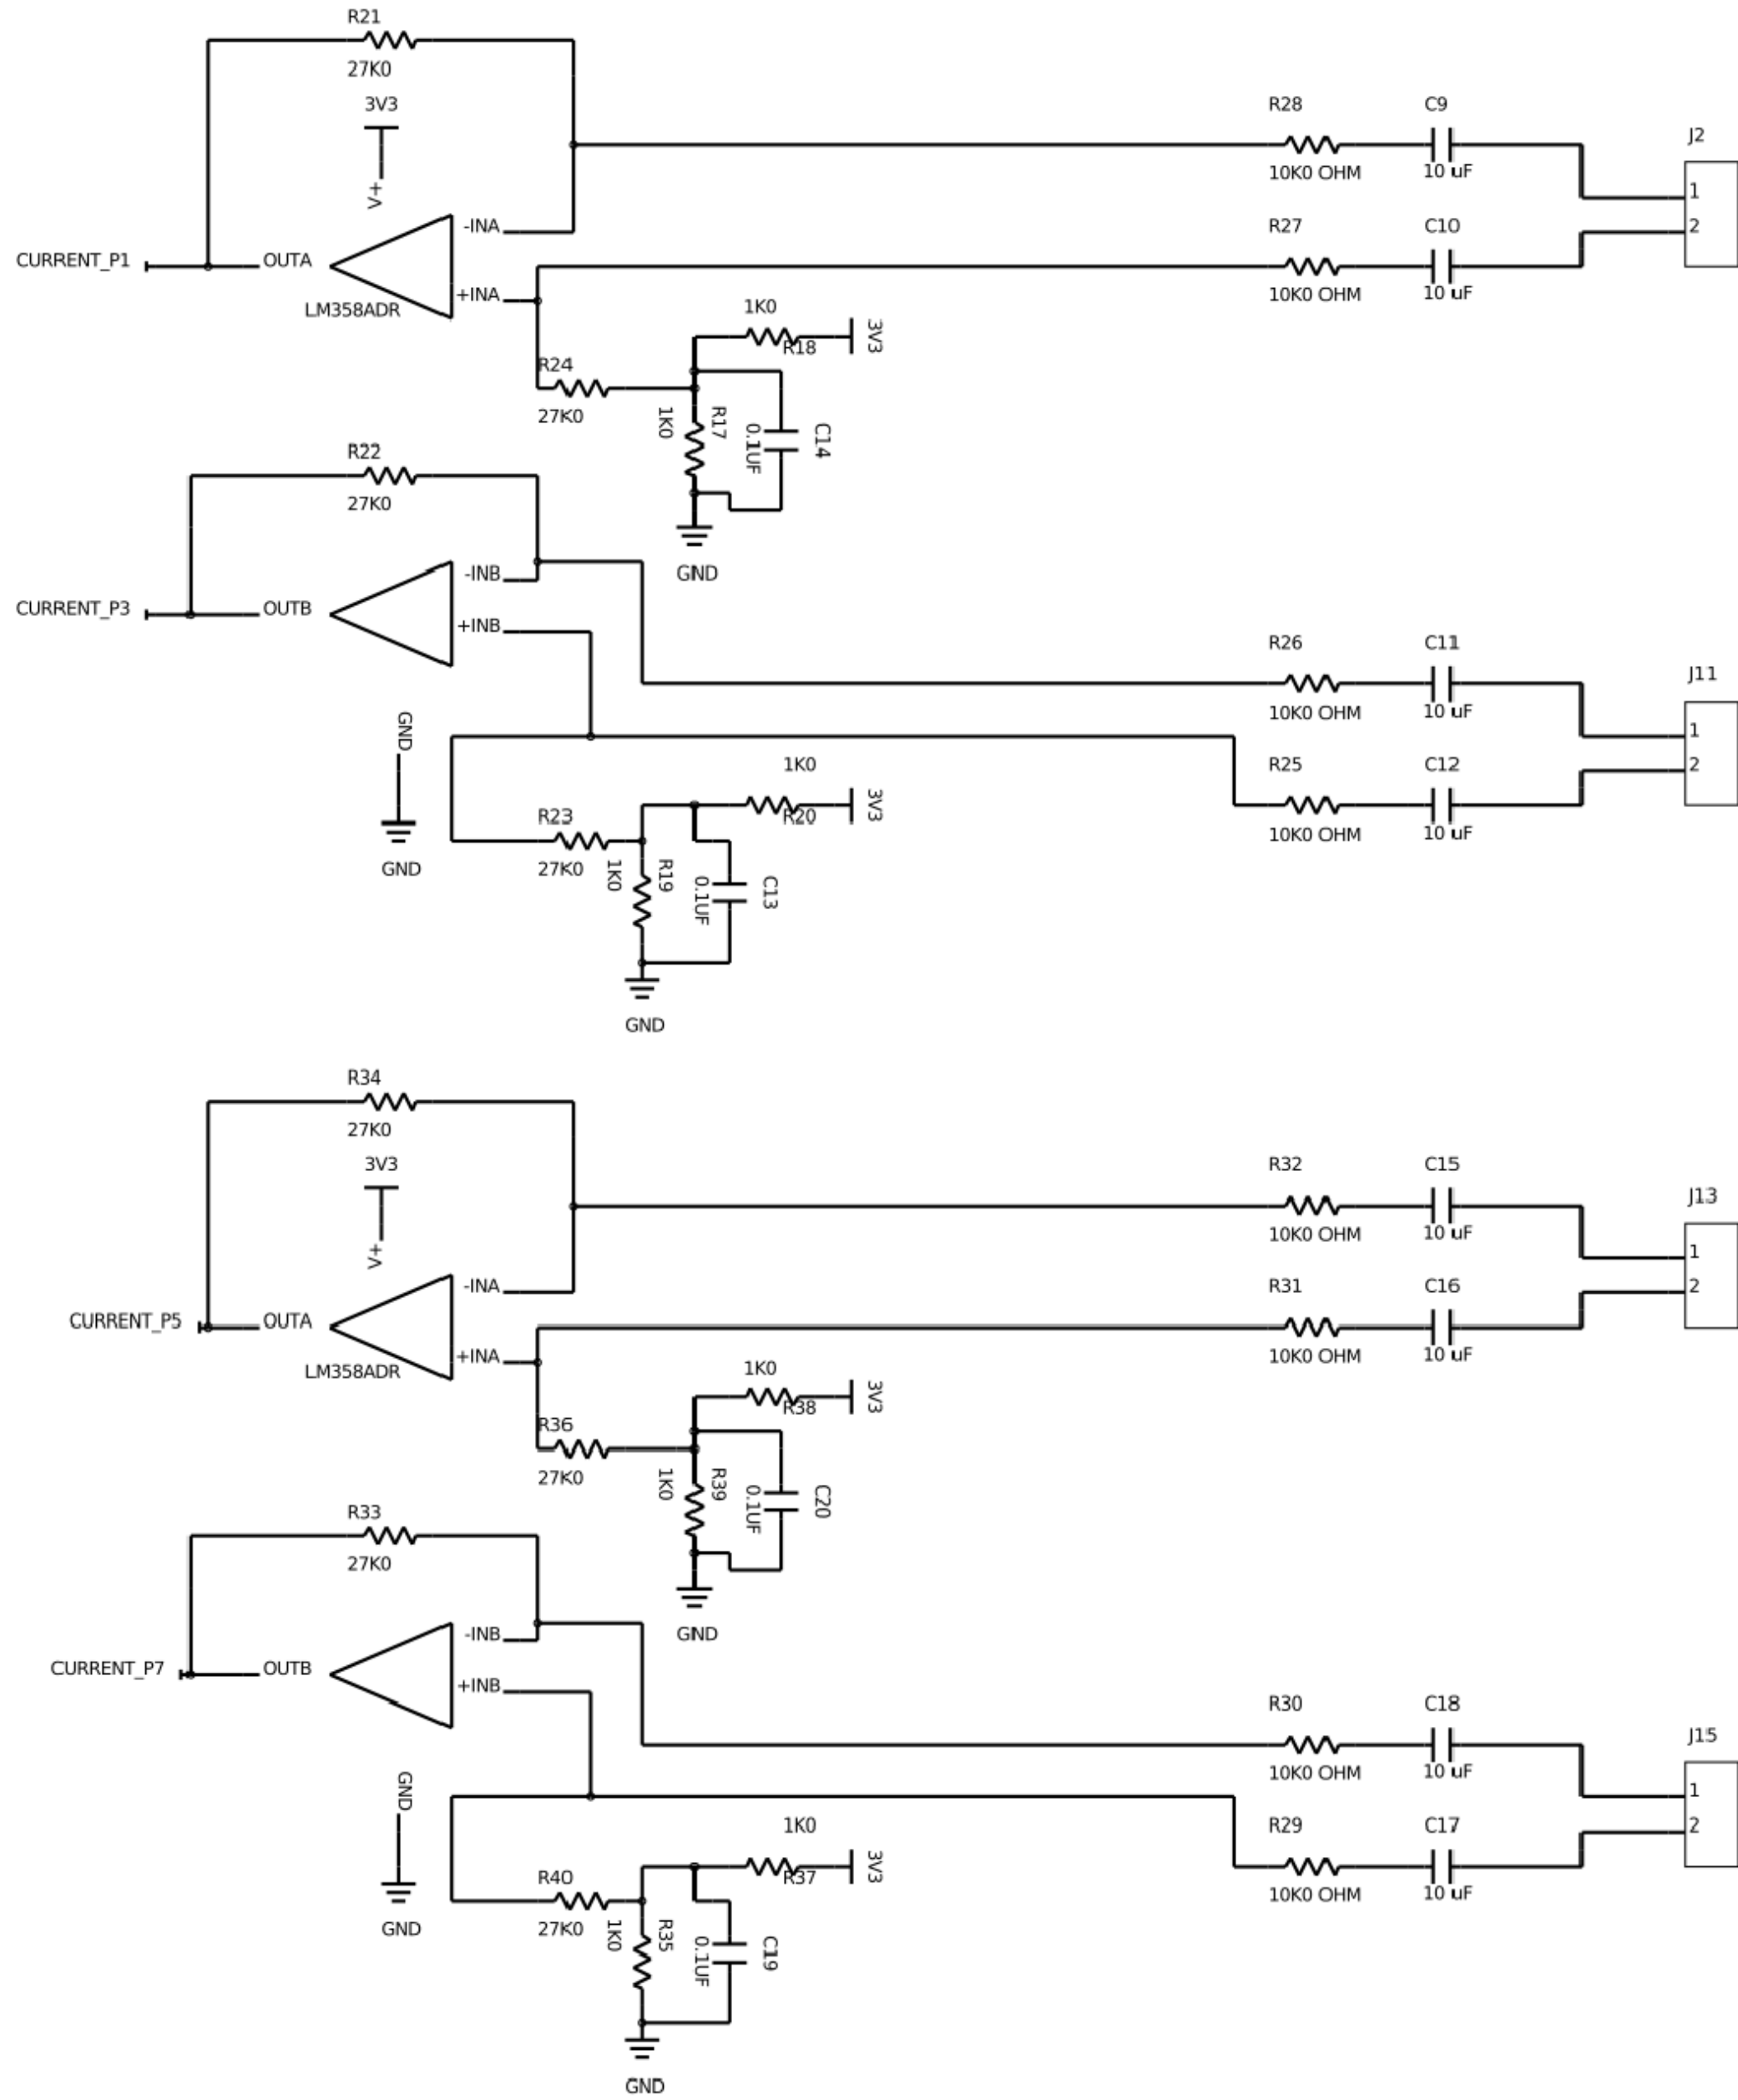 R21
27K0
3V3
V+
R28
C9
J2
10K0 OHM
10 uF
1
-INA
R27
C10
2
CURRENT_P1
OUTA
+INA
10K0 OHM
10 uF
LM358ADR
1K0
3V3
R18
R24
27K0
1K0
R17
0.1UF
C14
R22
27K0
GND
-INB
CURRENT_P3
OUTB
+INB
R26
C11
J11
10K0 OHM
10 uF
1
GND
1K0
R25
C12
2
3V3
R20
R23
10K0 OHM
10 uF
GND
27K0
1K0
R19
0.1UF
C13
GND
R34
27K0
3V3
V+
R32
C15
J13
10K0 OHM
10 uF
1
-INA
R31
C16
2
CURRENT_P5
OUTA
+INA
10K0 OHM
10 uF
LM358ADR
1K0
3V3
R38
R36
27K0
1K0
R39
0.1UF
C20
R33
27K0
GND
-INB
CURRENT_P7
OUTB
+INB
R30
C18
J15
10K0 OHM
10 uF
1
GND
1K0
R29
C17
2
3V3
R37
R40
10K0 OHM
10 uF
GND
27K0
1K0
R35
0.1UF
C19
GND